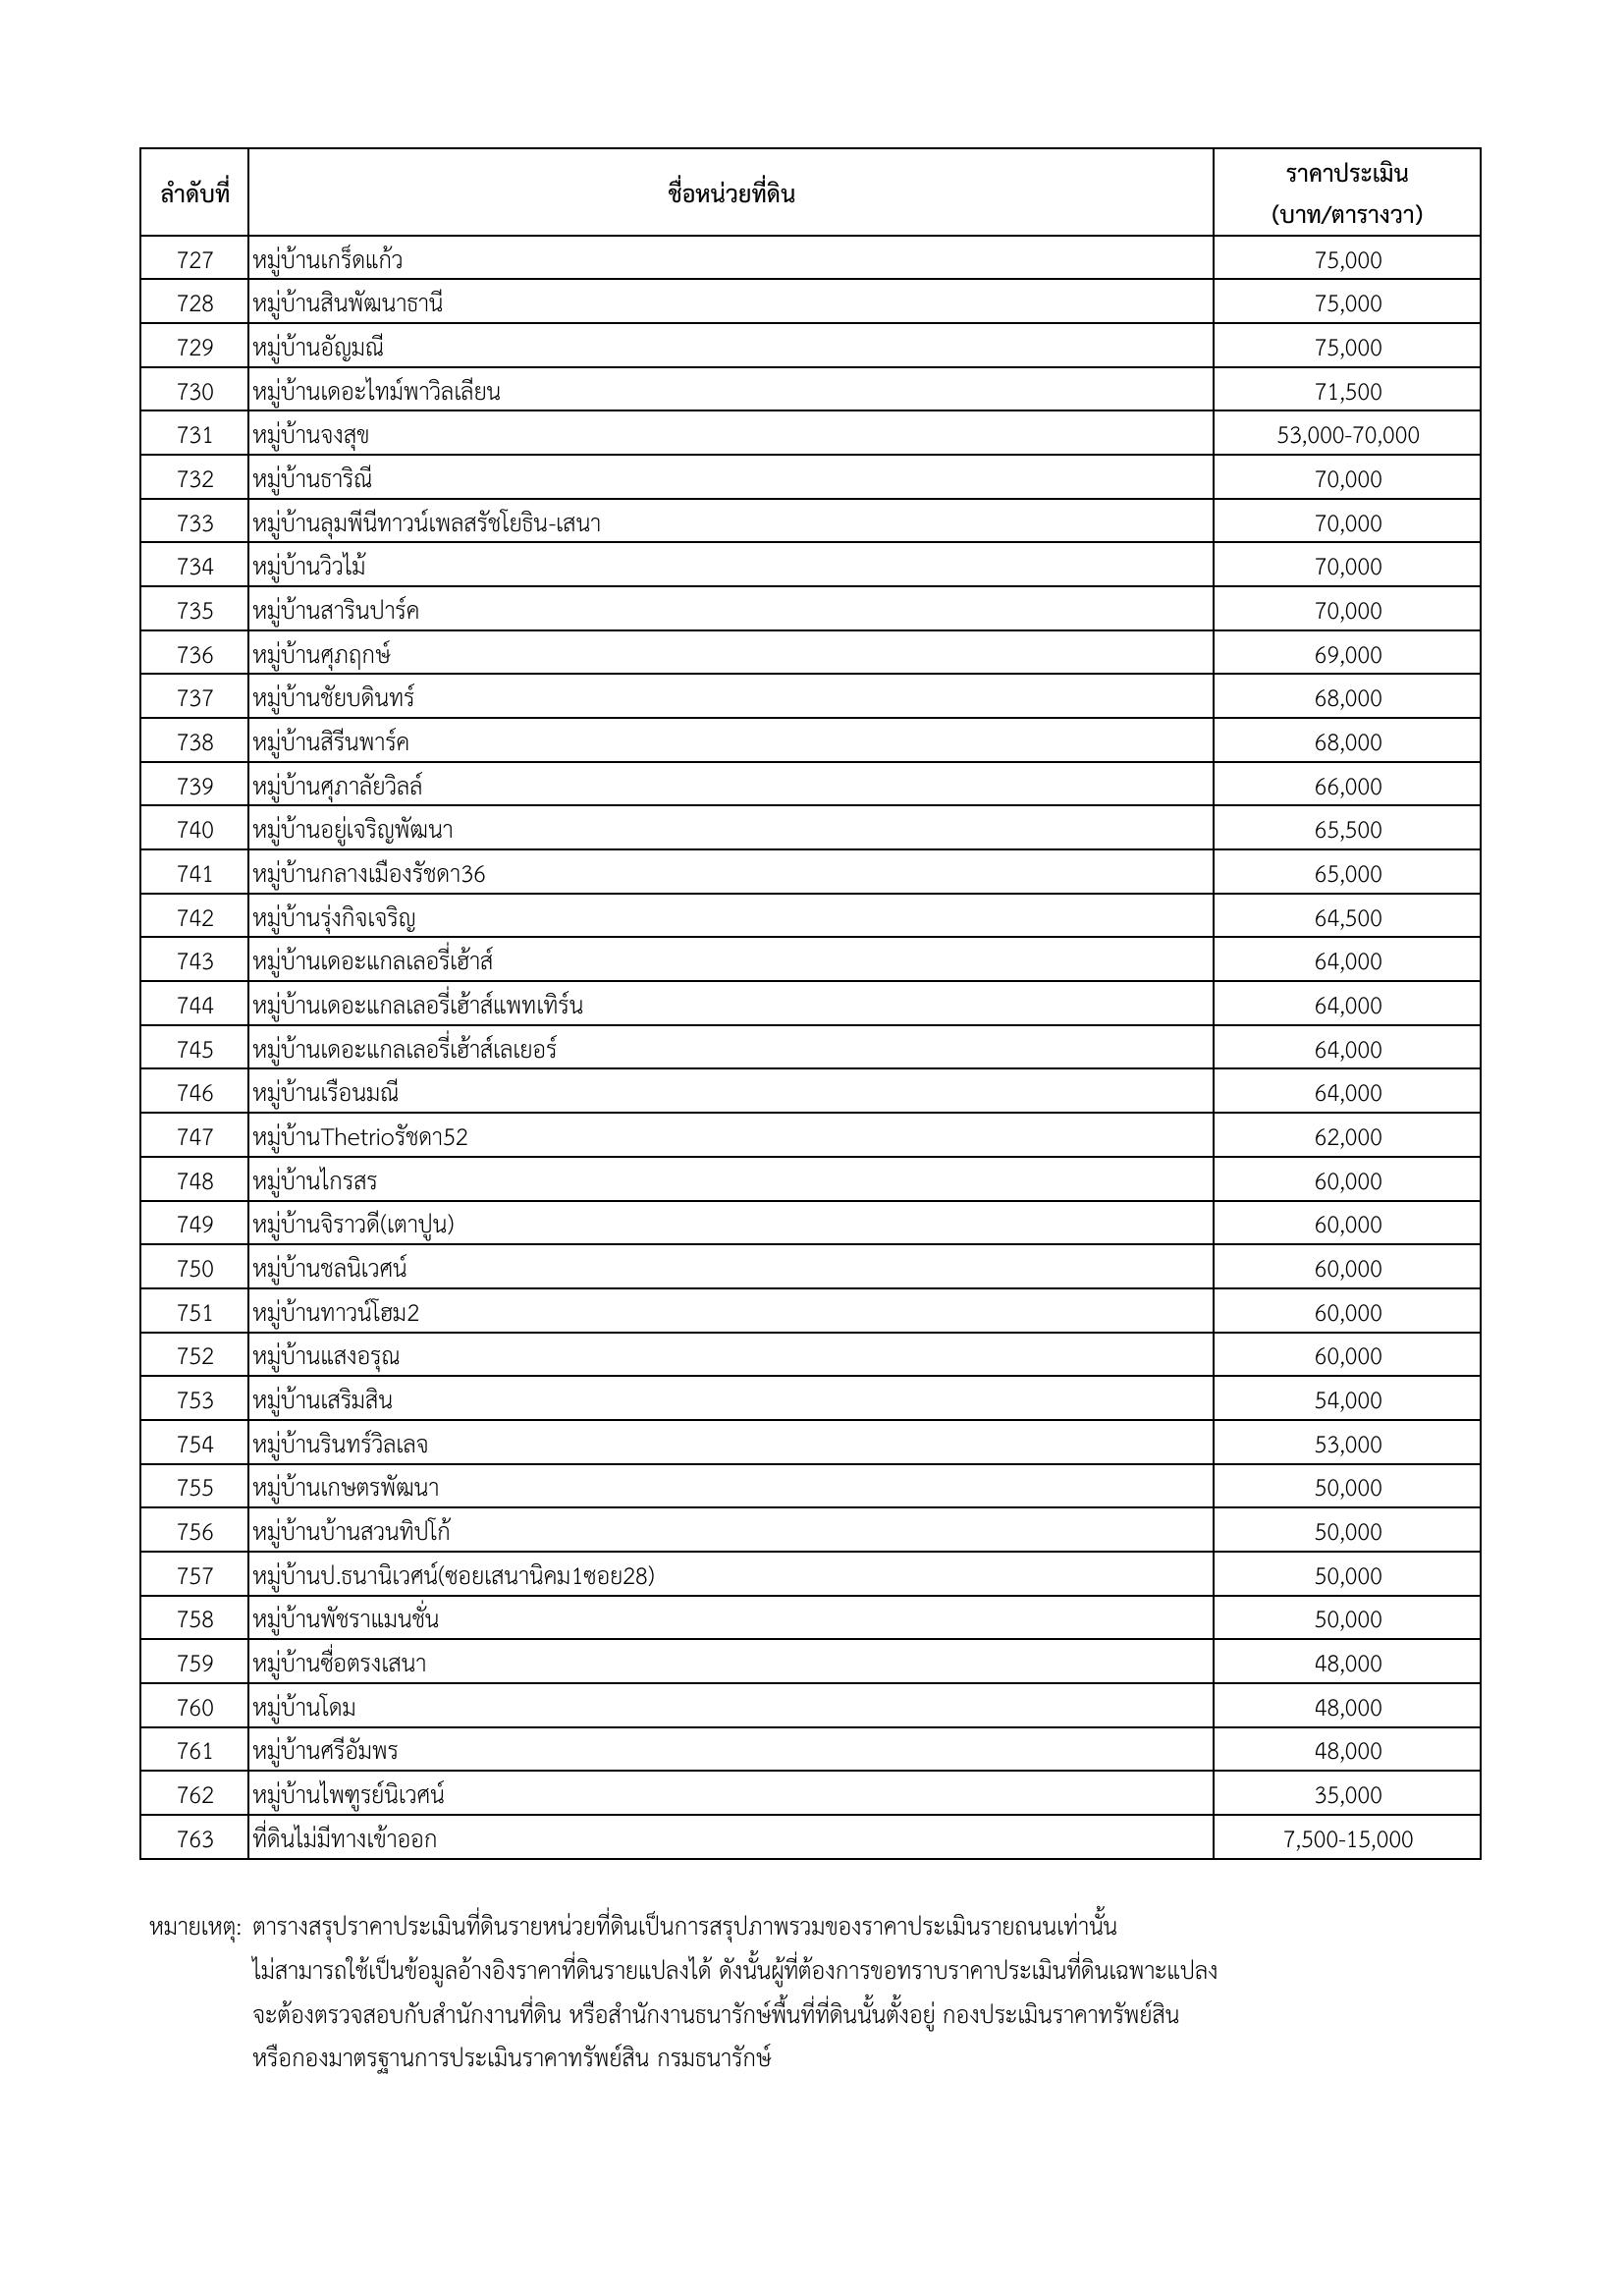 ลำดับที่ ชื่อหน่วยที่ดิน ราคาประเมิน
(บาท/ตารางวา)
727 หมู่บ้านเกร็ดแก้ว 75,000
728 หมู่บ้านสินพัฒนาธานี 75,000
729 หมู่บ้านอัญมณี 75,000
730 หมู่บ้านเดอะไทม์พาวิลเลียน 71,500
731 หมู่บ้านจงสุข 53,000-70,000
732 หมู่บ้านธาริณี 70,000
733 หมู่บ้านลุมพีนีทาวน์เพลสรัชโยธิน-เสนา 70,000
734 หมู่บ้านวิวไม้ 70,000
735 หมู่บ้านสารินปาร์ค 70,000
736 หมู่บ้านศุภฤกษ์ 69,000
737 หมู่บ้านชัยบดินทร์ 68,000
738 หมู่บ้านสิรีนพาร์ค 68,000
739 หมู่บ้านศุภาลัยวิลล์ 66,000
740 หมู่บ้านอยู่เจริญพัฒนา 65,500
741 หมู่บ้านกลางเมืองรัชดา36 65,000
742 หมู่บ้านรุ่งกิจเจริญ 64,500
743 หมู่บ้านเดอะแกลเลอรี่เฮ้าส์ 64,000
744 หมู่บ้านเดอะแกลเลอรี่เฮ้าส์แพทเทิร์น 64,000
745 หมู่บ้านเดอะแกลเลอรี่เฮ้าส์เลเยอร์ 64,000
746 หมู่บ้านเรือนมณี 64,000
747 หมู่บ้านThetrioรัชดา52 62,000
748 หมู่บ้านไกรสร 60,000
749 หมู่บ้านจิราวดี(เตาปูน) 60,000
750 หมู่บ้านชลนิเวศน์ 60,000
751 หมู่บ้านทาวน์โฮม2 60,000
752 หมู่บ้านแสงอรุณ 60,000
753 หมู่บ้านเสริมสิน 54,000
754 หมู่บ้านรินทร์วิลเลจ 53,000
755 หมู่บ้านเกษตรพัฒนา 50,000
756 หมู่บ้านบ้านสวนทิปโก้ 50,000
757 หมู่บ้านป.ธนานิเวศน์(ซอยเสนานิคม1ซอย28) 50,000
758 หมู่บ้านพัชราแมนชั่น 50,000
759 หมู่บ้านซื่อตรงเสนา 48,000
760 หมู่บ้านโดม 48,000
761 หมู่บ้านศรีอัมพร 48,000
762 หมู่บ้านไพฑูรย์นิเวศน์ 35,000
763 ที่ดินไม่มีทางเข้าออก 7,500-15,000
หมายเหตุ: ตารางสรุปราคาประเมินที่ดินรายหน่วยที่ดินเป็นการสรุปภาพรวมของราคาประเมินรายถนนเท่านั้น
ไม่สามารถใช้เป็นข้อมูลอ้างอิงราคาที่ดินรายแปลงได้ ดังนั้นผู้ที่ต้องการขอทราบราคาประเมินที่ดินเฉพาะแปลง
จะต้องตรวจสอบกับสำนักงานที่ดิน หรือสำนักงานธนารักษ์พื้นที่ที่ดินนั้นตั้งอยู่ กองประเมินราคาทรัพย์สิน
หรือกองมาตรฐานการประเมินราคาทรัพย์สิน กรมธนารักษ์